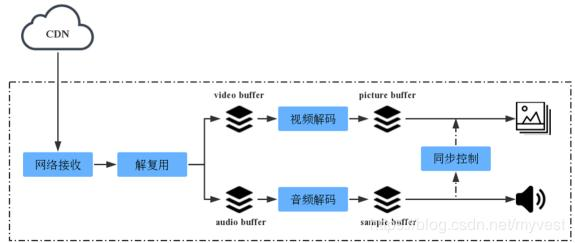 CDN
video buffer
picture buffer
视频解码
网络接收
解复用
同步控制
音频解码
audio buffer
sample buffer
https://blog.csdn.net/myvest